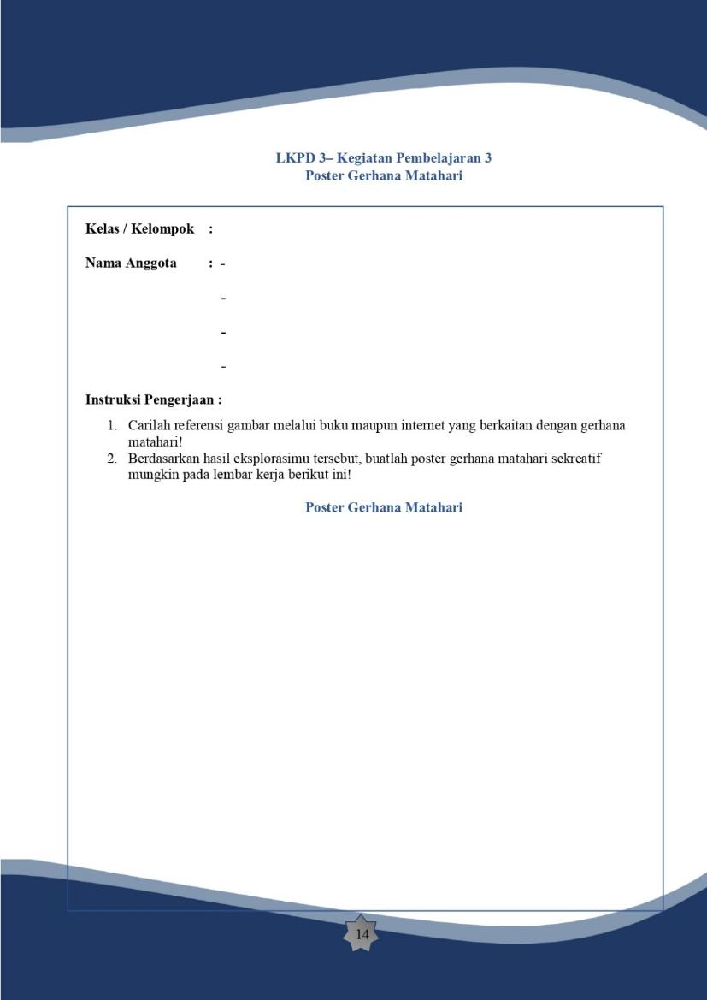 LKPD 3– Kegiatan Pembelajaran 3
Poster Gerhana Matahari
Kelas / Kelompok :
Nama Anggota : -
-
-
-
Instruksi Pengerjaan :
1. Carilah referensi gambar melalui buku maupun internet yang berkaitan dengan gerhana
matahari!
2. Berdasarkan hasil eksplorasimu tersebut, buatlah poster gerhana matahari sekreatif
mungkin pada lembar kerja berikut ini!
Poster Gerhana Matahari
14